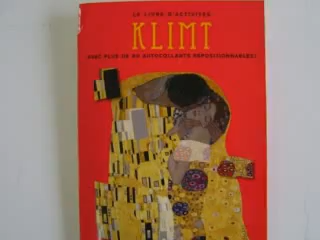 LE LIVRE D'ACTIVITÉS
KLIMT
(AVEC PLUS DE 50 AUTOCOLLANTS REPOSITIONNABLES)